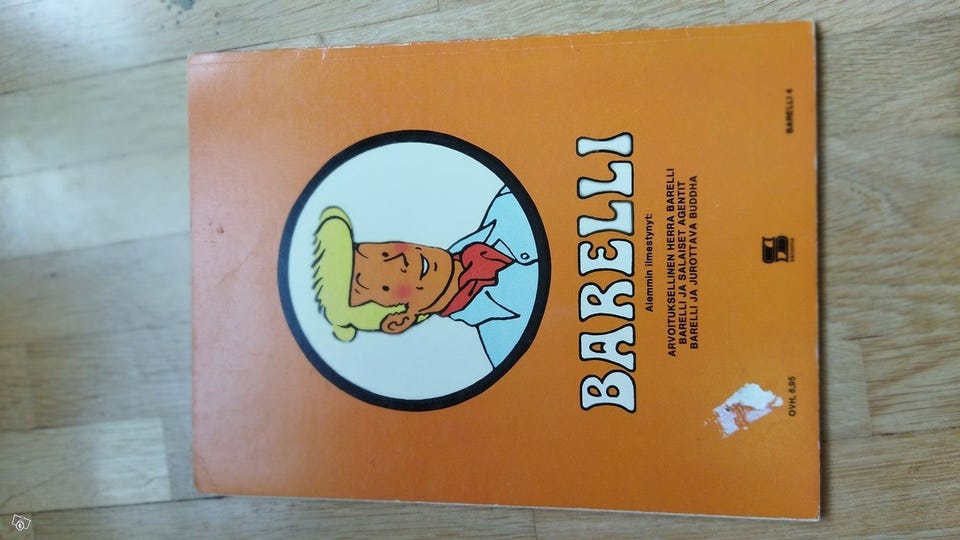 BARELLI
Aiemmin ilmestynyt:
ARVOITUKSELLINEN HERRA BARELLI
BARELLI JA SALAISET AGENTIT
BARELLI JA JUROTTAVA BUDDHA
OVH. 6,95
BARELLI 4